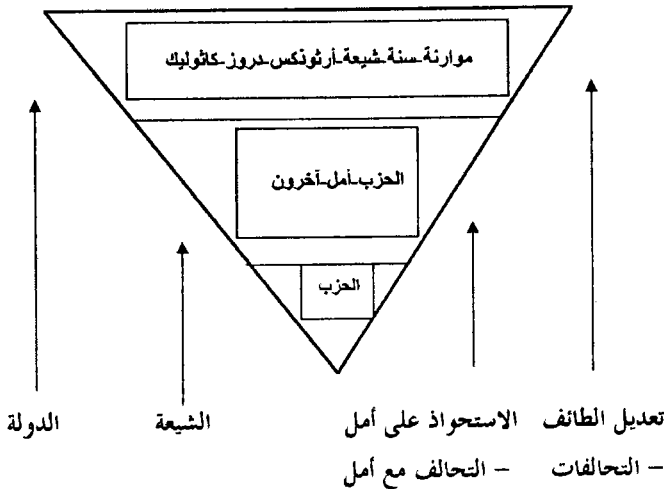 موارنة-سنة-شيعة-أرثوذكس-دروز-كاثوليك
الحزب-أمل-آخرون
الحزب
تعديل الطائف الاستحواذ على أمل الشيعة الدولة
– التحالفات – التحالف مع أمل